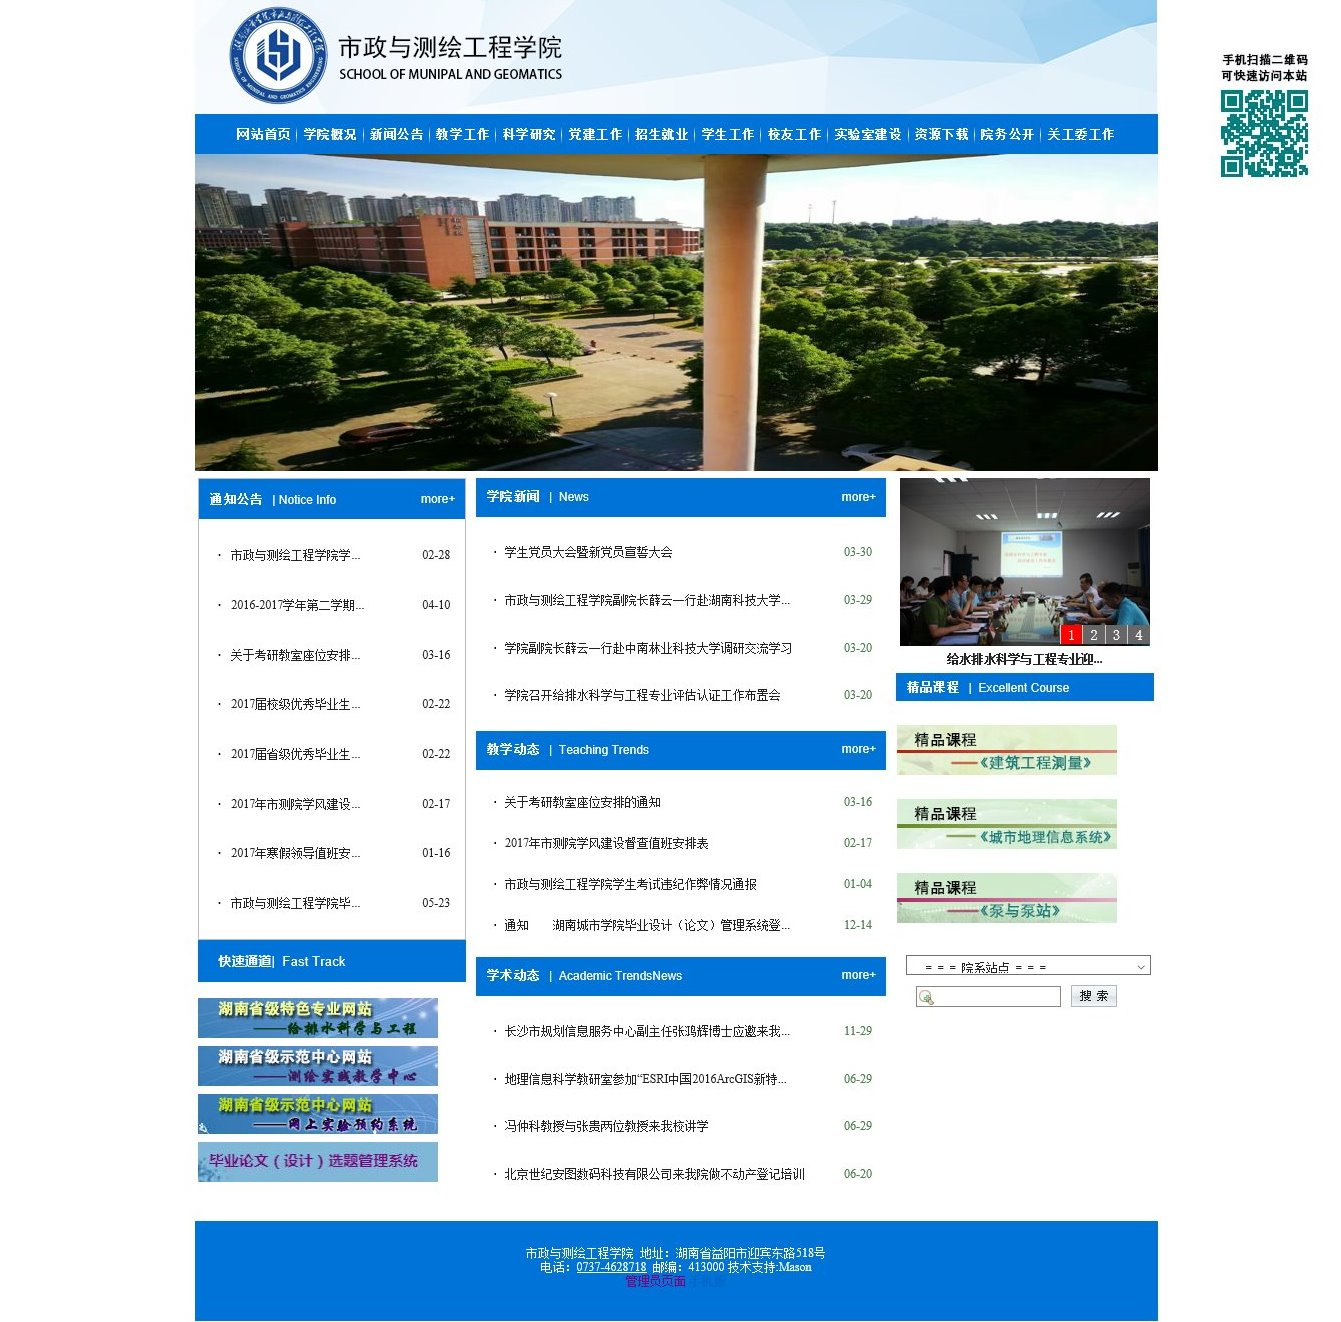 市政与测绘工程学院
SCHOOL OF MUNIPAL AND GEOMATICS
手机扫描二维码
可快速访问本站
网站首页 学院概况 新闻公告 教学工作 科学研究 党建工作 招生就业 学生工作 校友工作 实验室建设 资源下载 院务公开 关工委工作
通知公告 | Notice Info more+
· 市政与测绘工程学院学... 02-28
· 2016-2017学年第二学期... 04-10
· 关于考研教室座位安排... 03-16
· 2017届校级优秀毕业生... 02-22
· 2017届省级优秀毕业生... 02-22
· 2017年市测院学风建设... 02-17
· 2017年寒假领导值班安... 01-16
· 市政与测绘工程学院毕... 05-23
快速通道| Fast Track
湖南省级特色专业网站
——给排水科学与工程
湖南省级示范中心网站
——测绘实践教学中心
湖南省级示范中心网站
——网上实验预约系统
毕业论文（设计）选题管理系统
学院新闻 | News more+
· 学生党员大会暨新党员宣誓大会 03-30
· 市政与测绘工程学院副院长薛云一行赴湖南科技大学... 03-29
· 学院副院长薛云一行赴中南林业科技大学调研交流学习 03-20
· 学院召开给排水科学与工程专业评估认证工作布置会 03-20
教学动态 | Teaching Trends more+
· 关于考研教室座位安排的通知 03-16
· 2017年市测院学风建设督查值班安排表 02-17
· 市政与测绘工程学院学生考试违纪作弊情况通报 01-04
· 通知　　湖南城市学院毕业设计（论文）管理系统登... 12-14
学术动态 | Academic TrendsNews more+
· 长沙市规划信息服务中心副主任张鸿辉博士应邀来我... 11-29
· 地理信息科学教研室参加“ESRI中国2016ArcGIS新特... 06-29
· 冯仲科教授与张贵两位教授来我校讲学 06-29
· 北京世纪安图数码科技有限公司来我院做不动产登记培训 06-20
1 2 3 4
给水排水科学与工程专业迎...
精品课程 | Excellent Course
精品课程
——《建筑工程测量》
精品课程
——《城市地理信息系统》
精品课程
——《泵与泵站》
= = = 院系站点 = = =
搜 索
市政与测绘工程学院 地址：湖南省益阳市迎宾东路518号
电话：0737-4628718 邮编：413000 技术支持:Mason
管理员页面